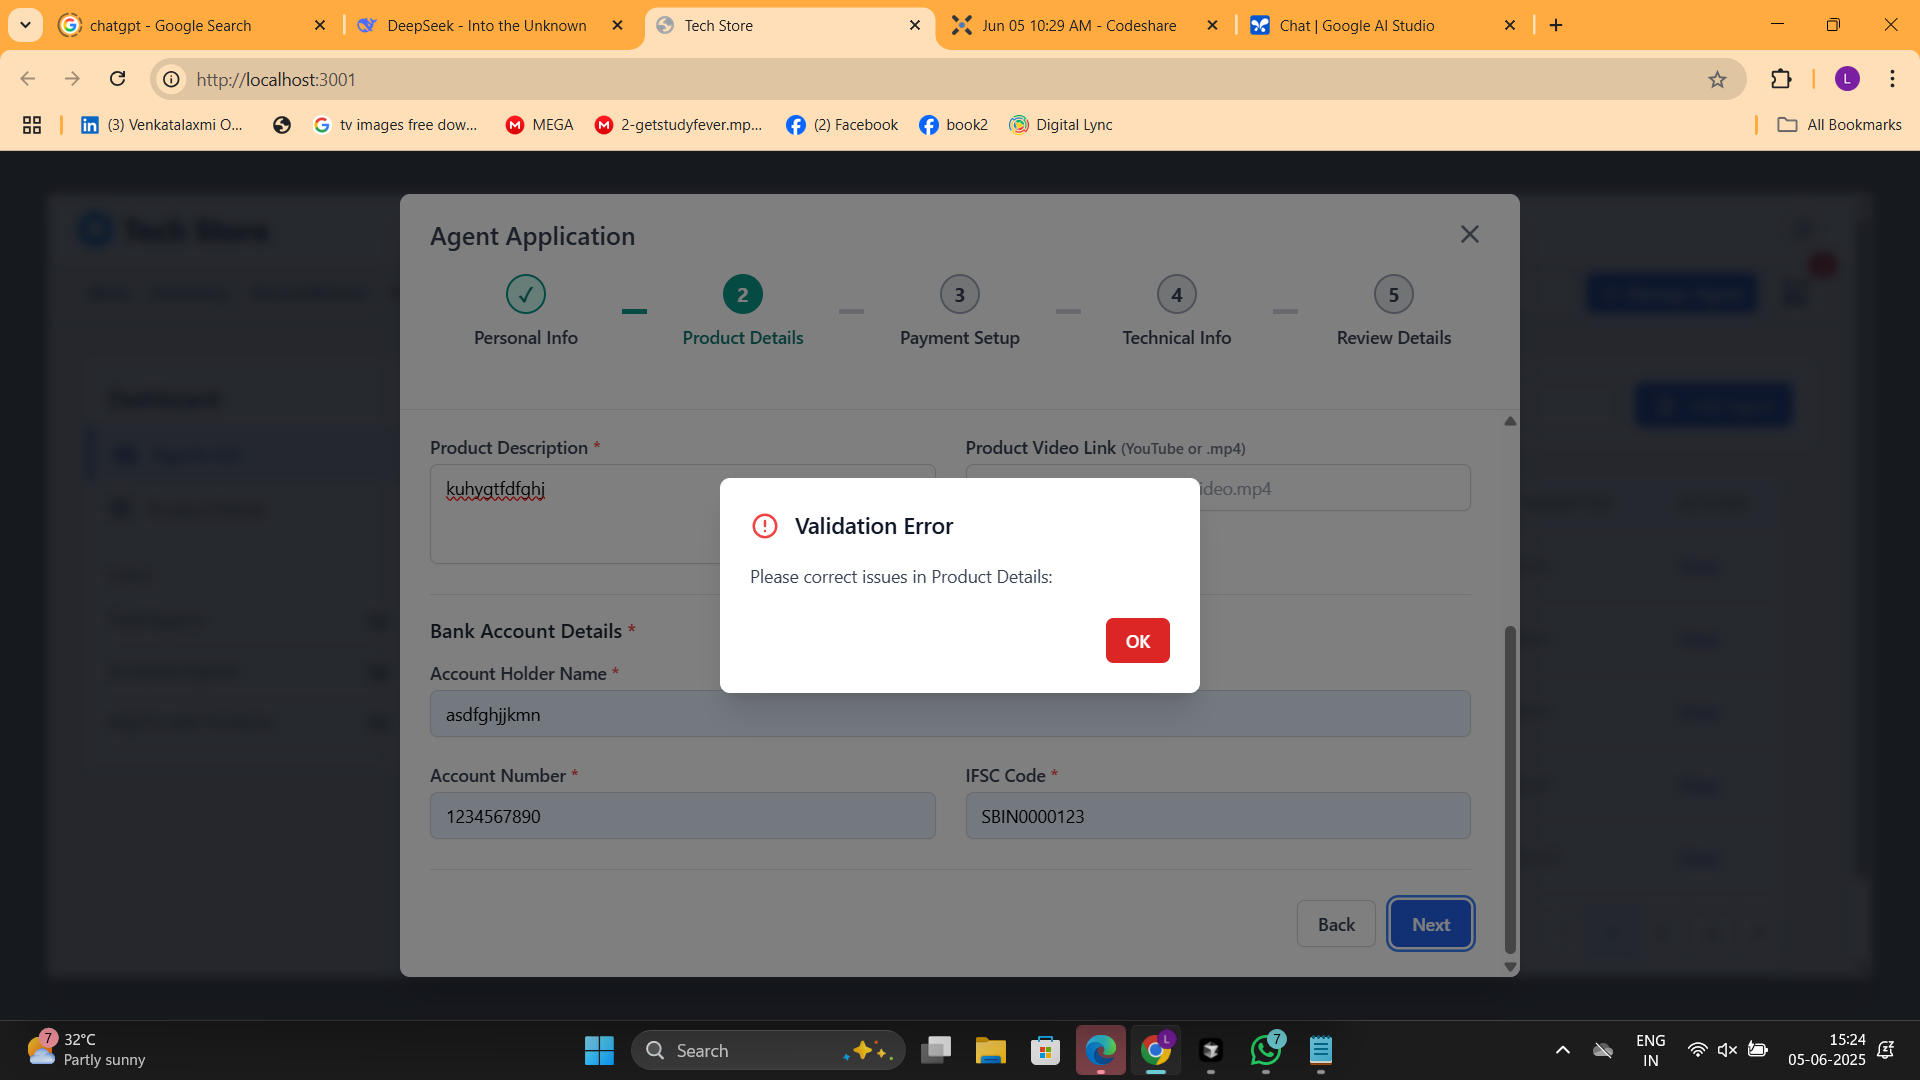 chatgpt - Google Search
DeepSeek - Into the Unknown
Tech Store
Jun 05 10:29 AM - Codeshare
Chat | Google AI Studio
http://localhost:3001
L
(3) Venkatalaxmi O...
tv images free dow...
MEGA
2-getstudyfever.mp...
(2) Facebook
book2
Digital Lync
All Bookmarks
Tech Store
Agent Application
✓
2
3
4
5
Personal Info
Product Details
Payment Setup
Technical Info
Review Details
Dashboard
Product Description *
Product Video Link (YouTube or .mp4)
kuhygtfdfghj
ideo.mp4
Validation Error
Please correct issues in Product Details:
OK
Bank Account Details *
Account Holder Name *
asdfghjjkmn
Account Number *
IFSC Code *
1234567890
SBIN0000123
Back
Next
7
32°C
Partly sunny
Search
L
7
ENG
IN
15:24
05-06-2025